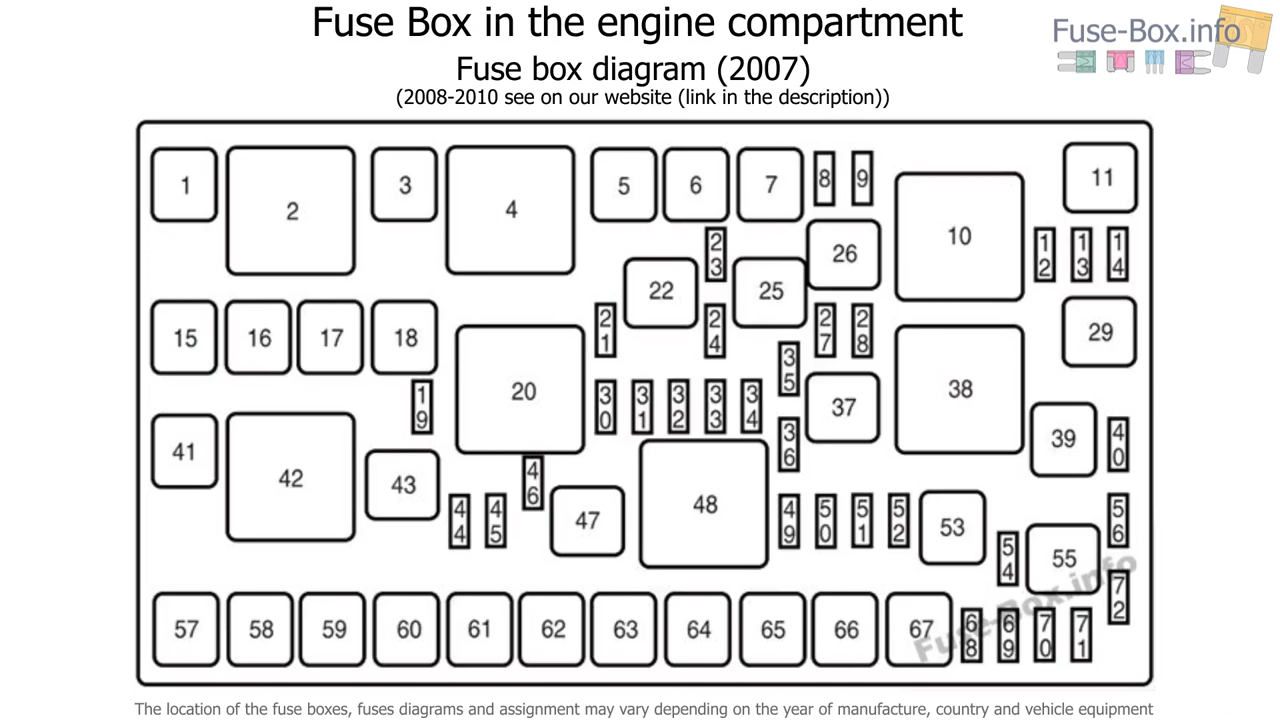 Fuse Box in the engine compartment
Fuse-Box.info
Fuse box diagram (2007)
(2008-2010 see on our website (link in the description))
1 2 3 4 5 6 7 8 9 10 11
12 13 14
15 16 17 18 19 20 21 22 23 24 25 26 27 28 29
30 31 32 33 34 35 36 37 38 39 40
41 42 43 44 45 46 47 48 49 50 51 52 53 54 55 56
57 58 59 60 61 62 63 64 65 66 67 68 69 70 71 72
Fuse-Box.info
The location of the fuse boxes, fuses diagrams and assignment may vary depending on the year of manufacture, country and vehicle equipment